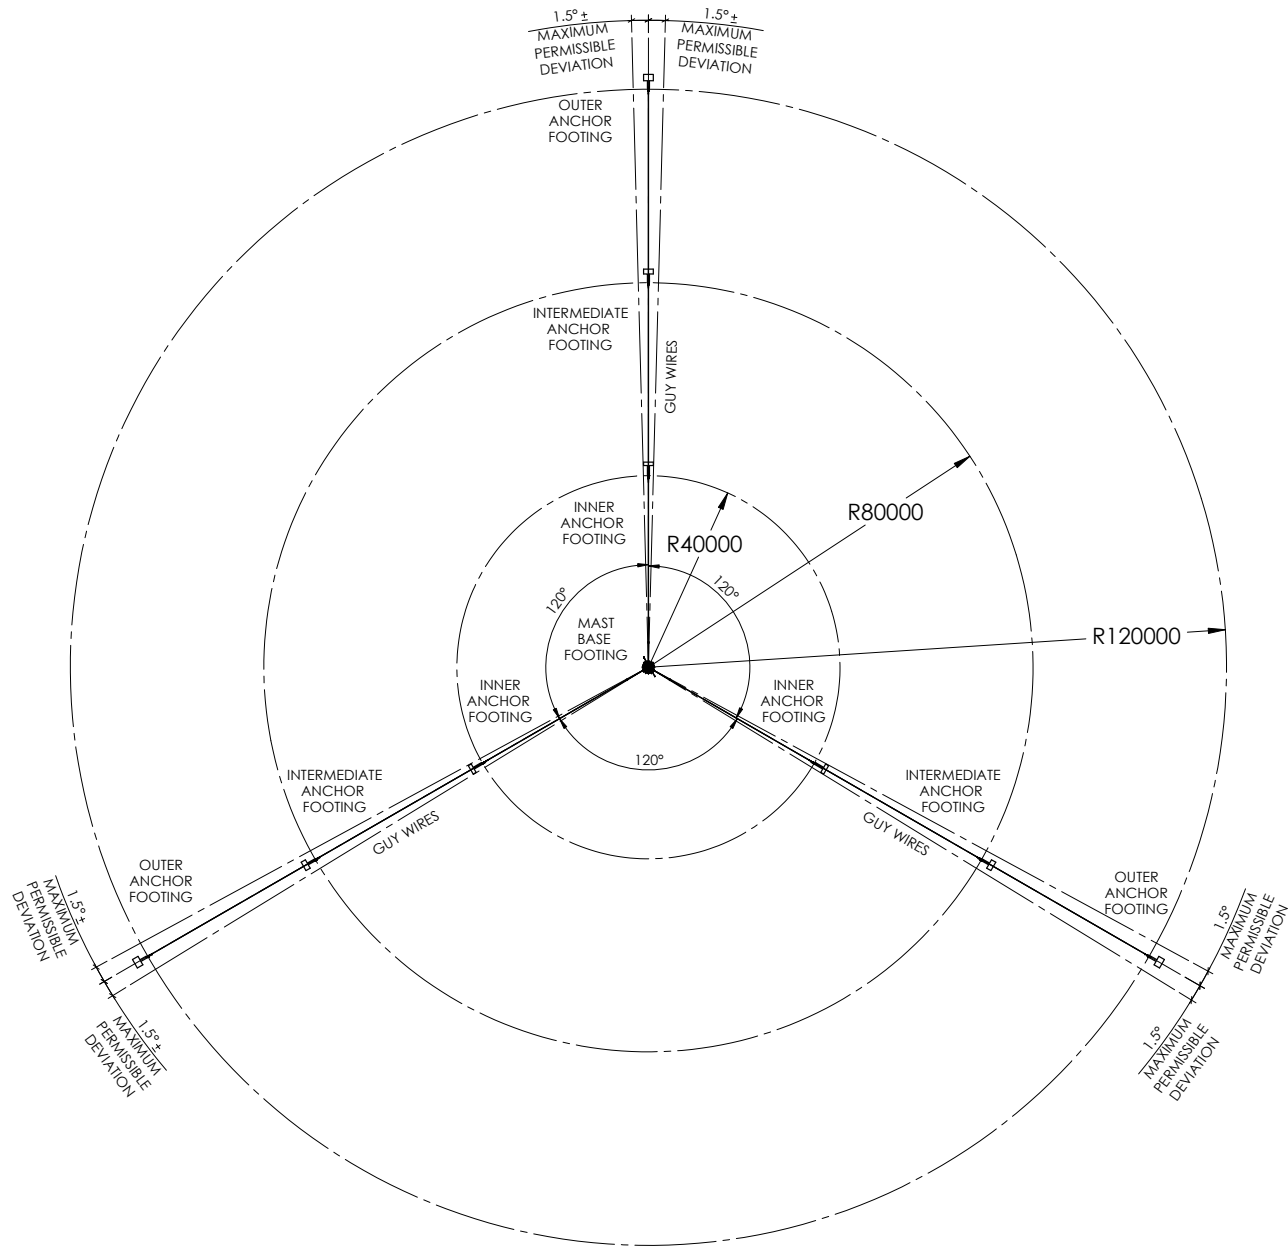 1.5° ±
MAXIMUM
PERMISSIBLE
DEVIATION
1.5° ±
MAXIMUM
PERMISSIBLE
DEVIATION
OUTER
ANCHOR
FOOTING
INTERMEDIATE
ANCHOR
FOOTING
GUY WIRES
INNER
ANCHOR
FOOTING
R40000
R80000
R120000
120°
120°
MAST
BASE
FOOTING
INNER
ANCHOR
FOOTING
INNER
ANCHOR
FOOTING
120°
INTERMEDIATE
ANCHOR
FOOTING
INTERMEDIATE
ANCHOR
FOOTING
GUY WIRES
GUY WIRES
OUTER
ANCHOR
FOOTING
OUTER
ANCHOR
FOOTING
1.5° ±
MAXIMUM
PERMISSIBLE
DEVIATION
1.5°
MAXIMUM
PERMISSIBLE
DEVIATION
1.5° ±
MAXIMUM
PERMISSIBLE
DEVIATION
1.5°
MAXIMUM
PERMISSIBLE
DEVIATION